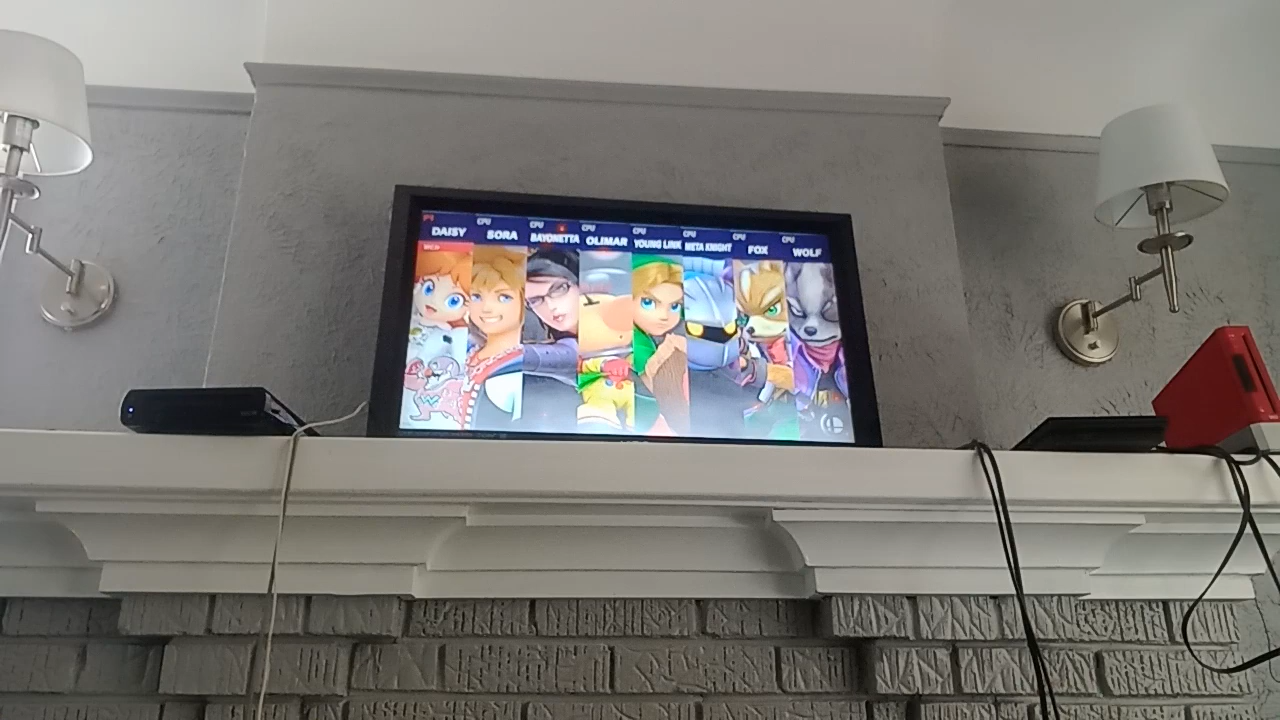 P1
DAISY
CPU
SORA
CPU
BAYONETTA
CPU
OLIMAR
CPU
YOUNG LINK
CPU
META KNIGHT
CPU
FOX
CPU
WOLF